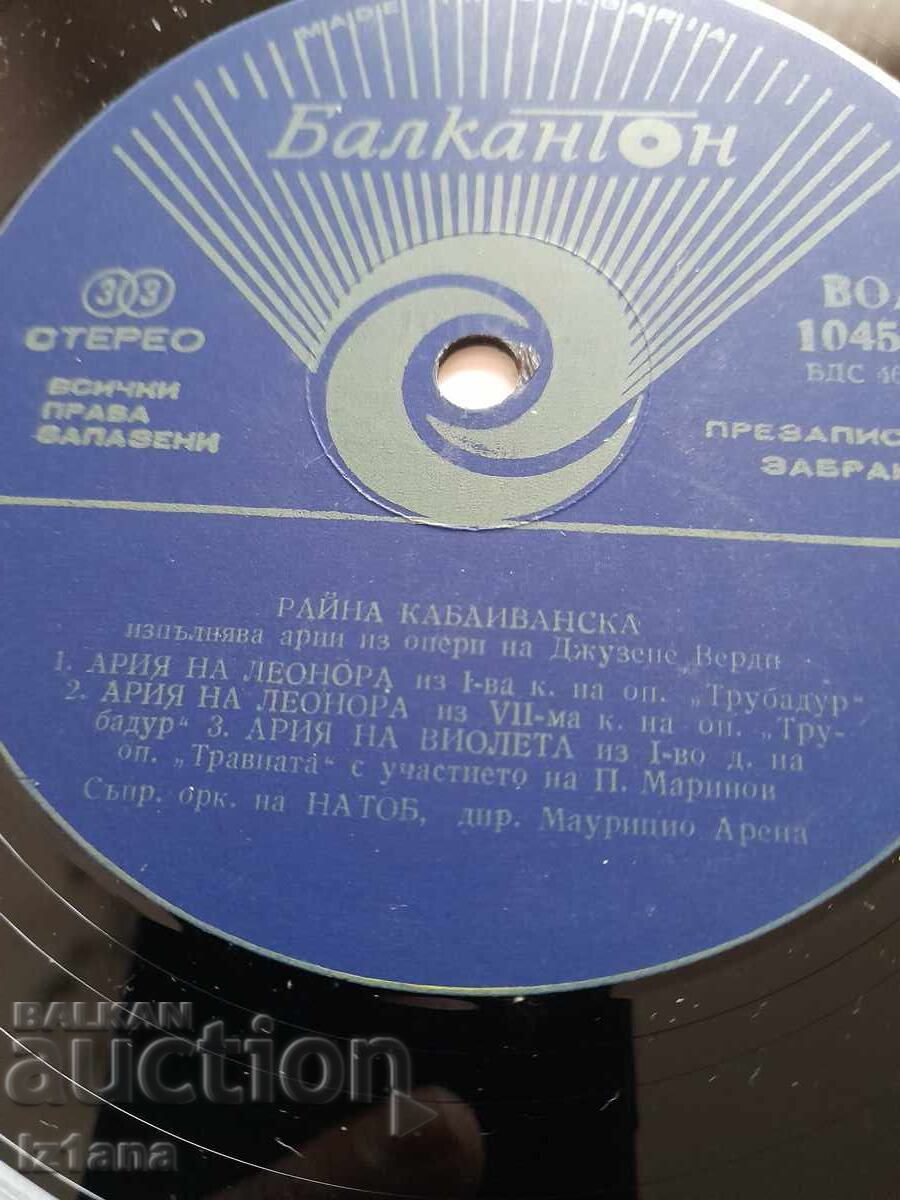 MADE IN BULGARIA
БалканТон
33
СТЕРЕО
ВСИЧКИ
ПРАВА
ЗАПАЗЕНИ
ВОА
1045
БДС 46
ПРЕЗАПИС
ЗАБРАН
РАЙНА КАБАИВАНСКА
изпълнява арии из опери на Джузепе Верди
1. АРИЯ НА ЛЕОНОРА из I-ва к. на оп. „Трубадур“
2. АРИЯ НА ЛЕОНОРА из VII-ма к. на оп. „Тру-
бадур“ 3. АРИЯ НА ВИОЛЕТА из I-во д. на
оп. „Травиата“ с участието на П. Маринов
Съпр. орк. на НАТОБ, дир. Маурицио Арена
BALKAN
auction
iz1ana